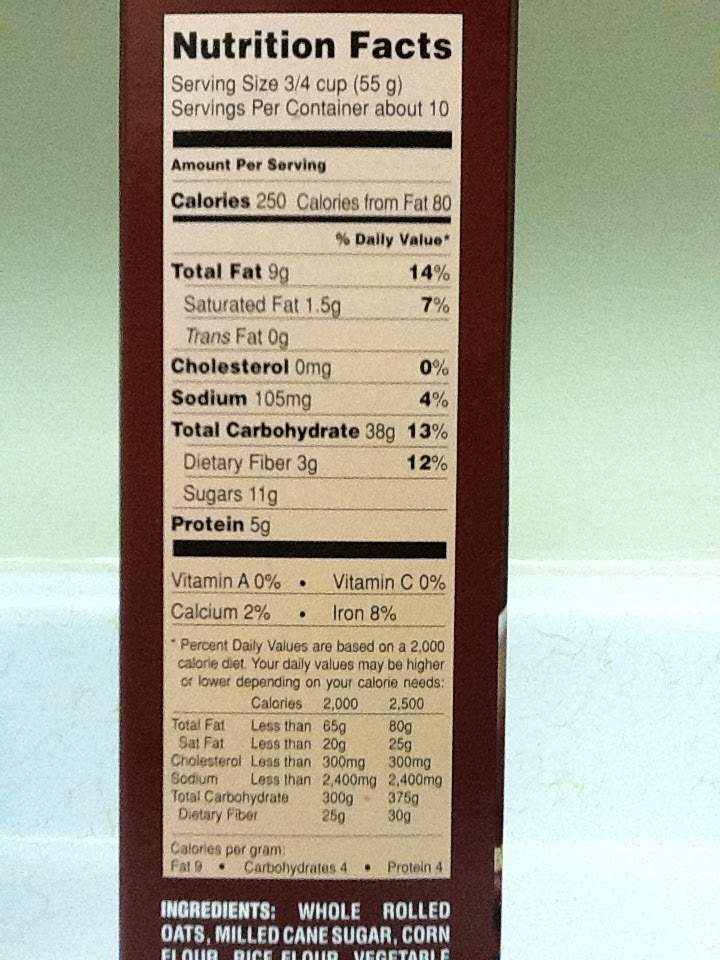 Nutrition Facts
Serving Size 3/4 cup (55 g)
Servings Per Container about 10
Amount Per Serving
Calories 250 Calories from Fat 80
% Daily Value*
Total Fat 9g 14%
Saturated Fat 1.5g 7%
Trans Fat 0g
Cholesterol 0mg 0%
Sodium 105mg 4%
Total Carbohydrate 38g 13%
Dietary Fiber 3g 12%
Sugars 11g
Protein 5g
Vitamin A 0% • Vitamin C 0%
Calcium 2% • Iron 8%
* Percent Daily Values are based on a 2,000
calorie diet. Your daily values may be higher
or lower depending on your calorie needs:
Calories 2,000 2,500
Total Fat Less than 65g 80g
Sat Fat Less than 20g 25g
Cholesterol Less than 300mg 300mg
Sodium Less than 2,400mg 2,400mg
Total Carbohydrate 300g 375g
Dietary Fiber 25g 30g
Calories per gram:
Fat 9 • Carbohydrates 4 • Protein 4
INGREDIENTS: WHOLE ROLLED
OATS, MILLED CANE SUGAR, CORN
FLOUR, RICE FLOUR, VEGETABLE